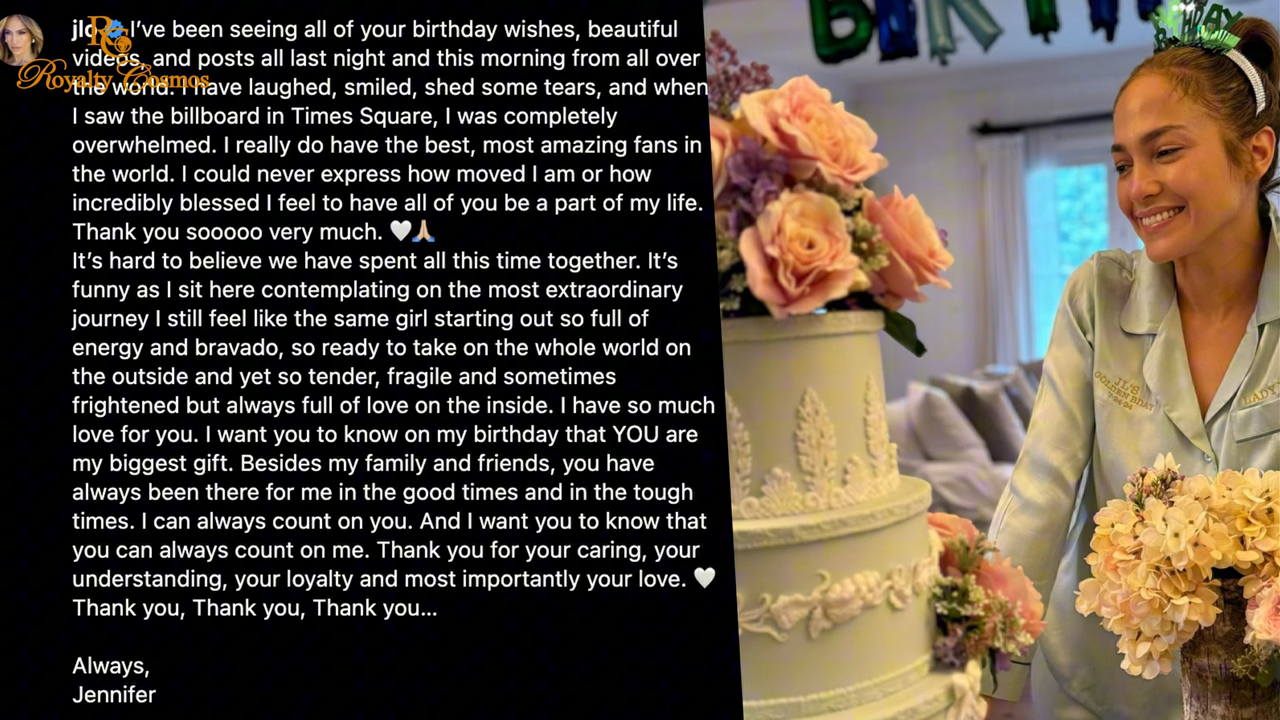 jlo I’ve been seeing all of your birthday wishes, beautiful
videos, and posts all last night and this morning from all over
the world. I have laughed, smiled, shed some tears, and when
I saw the billboard in Times Square, I was completely
overwhelmed. I really do have the best, most amazing fans in
the world. I could never express how moved I am or how
incredibly blessed I feel to have all of you be a part of my life.
Thank you sooooo very much. 🤍🙏🏼
It’s hard to believe we have spent all this time together. It’s
funny as I sit here contemplating on the most extraordinary
journey I still feel like the same girl starting out so full of
energy and bravado, so ready to take on the whole world on
the outside and yet so tender, fragile and sometimes
frightened but always full of love on the inside. I have so much
love for you. I want you to know on my birthday that YOU are
my biggest gift. Besides my family and friends, you have
always been there for me in the good times and in the tough
times. I can always count on you. And I want you to know that
you can always count on me. Thank you for your caring, your
understanding, your loyalty and most importantly your love. 🤍
Thank you, Thank you, Thank you...
Always,
Jennifer
RC
Royalty Cosmos
BIRTH
BIRTHDAY
JL'S
GOLDEN BDAY
7-24-24
LADY